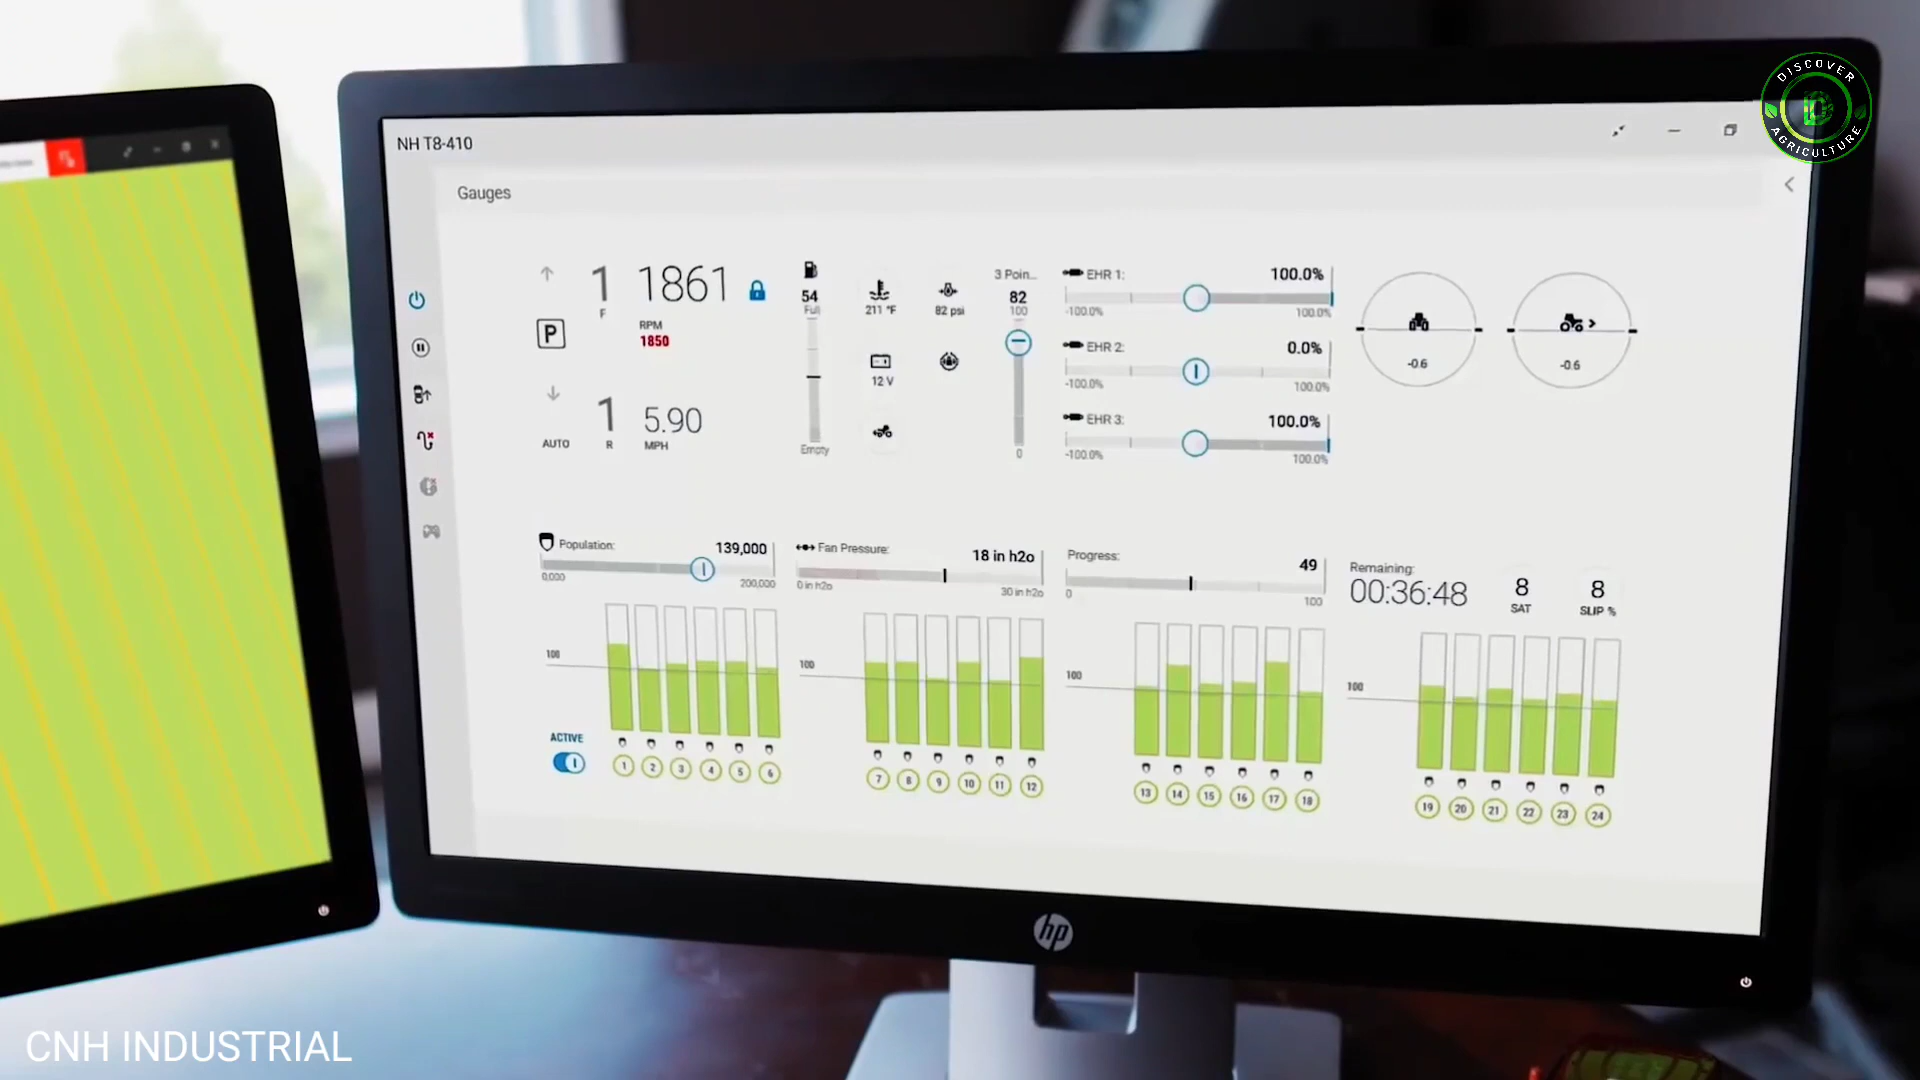 DISCOVER
AGRICULTURE
NH T8-410
Gauges
1
F
1861
RPM
1850
P
1
R
5.90
MPH
AUTO
54
Full
Empty
211 °F
82 psi
12 V
3 Poin...
82
100
0
EHR 1:
100.0%
-100.0%
100.0%
EHR 2:
0.0%
-100.0%
100.0%
EHR 3:
100.0%
-100.0%
100.0%
-0.6
-0.6
Population:
139,000
0,000
200,000
Fan Pressure:
18 in h2o
0 in h2o
30 in h2o
Progress:
49
0
100
Remaining:
00:36:48
8
SAT
8
SLIP %
100
100
100
100
ACTIVE
1 2 3 4 5 6
7 8 9 10 11 12
13 14 15 16 17 18
19 20 21 22 23 24
hp
CNH INDUSTRIAL